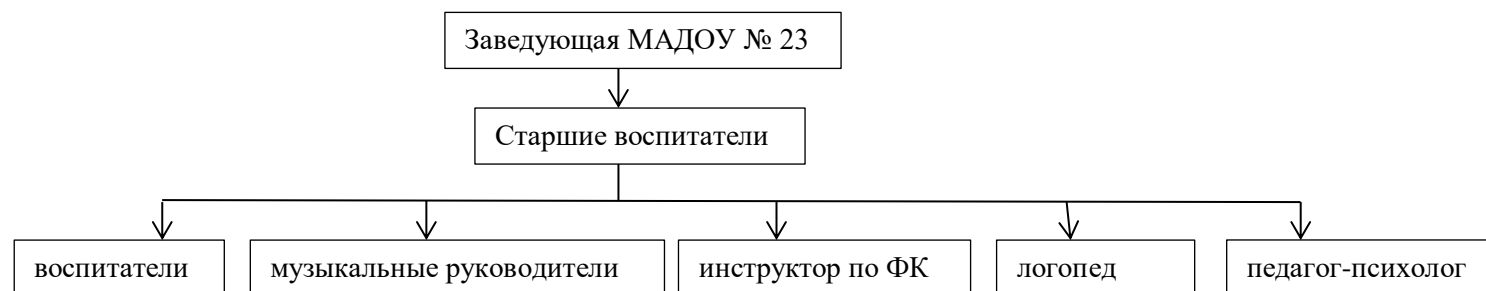 Заведующая МАДОУ № 23
Старшие воспитатели
воспитатели
музыкальные руководители
инструктор по ФК
логопед
педагог-психолог